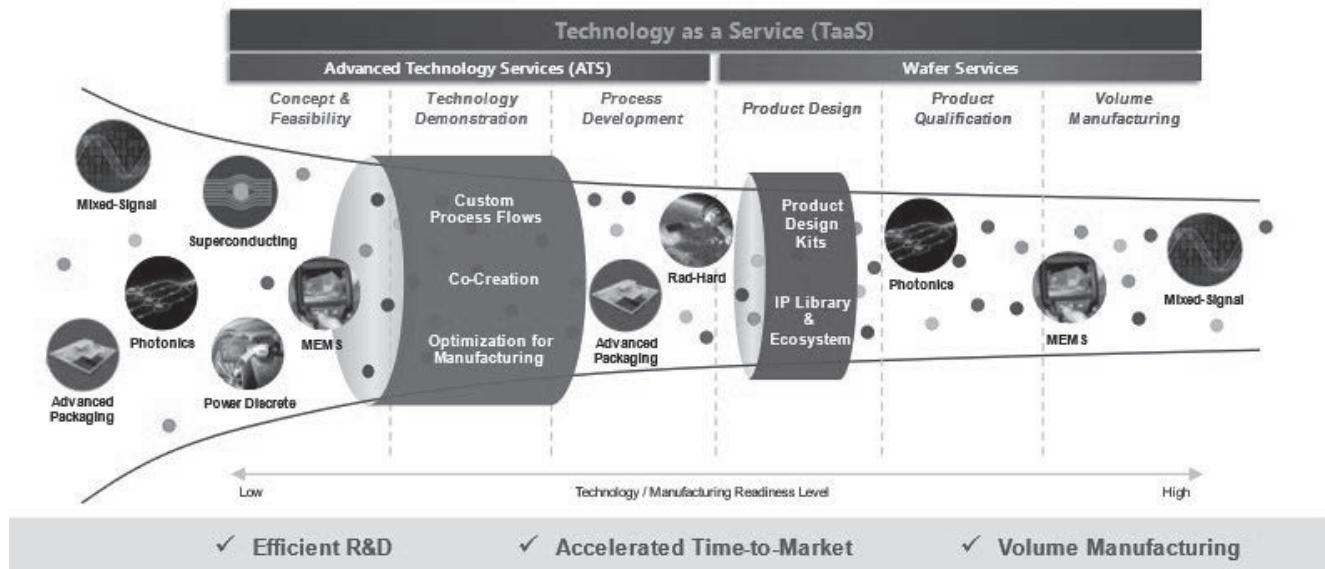 Technology as a Service (TaaS)
Advanced Technology Services (ATS)
Wafer Services
Concept &
Feasibility
Technology
Demonstration
Process
Development
Product Design
Product
Qualification
Volume
Manufacturing
Mixed-Signal
Superconducting
Photonics
MEMS
Advanced
Packaging
Power Discrete
Custom
Process Flows
Co-Creation
Optimization for
Manufacturing
Rad-Hard
Advanced
Packaging
Product
Design
Kits
IP Library
&
Ecosystem
Photonics
MEMS
Mixed-Signal
Low
Technology / Manufacturing Readiness Level
High
✓ Efficient R&D
✓ Accelerated Time-to-Market
✓ Volume Manufacturing